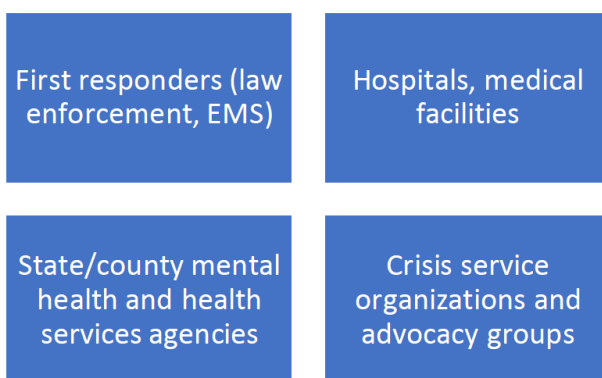 First responders (law
enforcement, EMS)
Hospitals, medical
facilities
State/county mental
health and health
services agencies
Crisis service
organizations and
advocacy groups